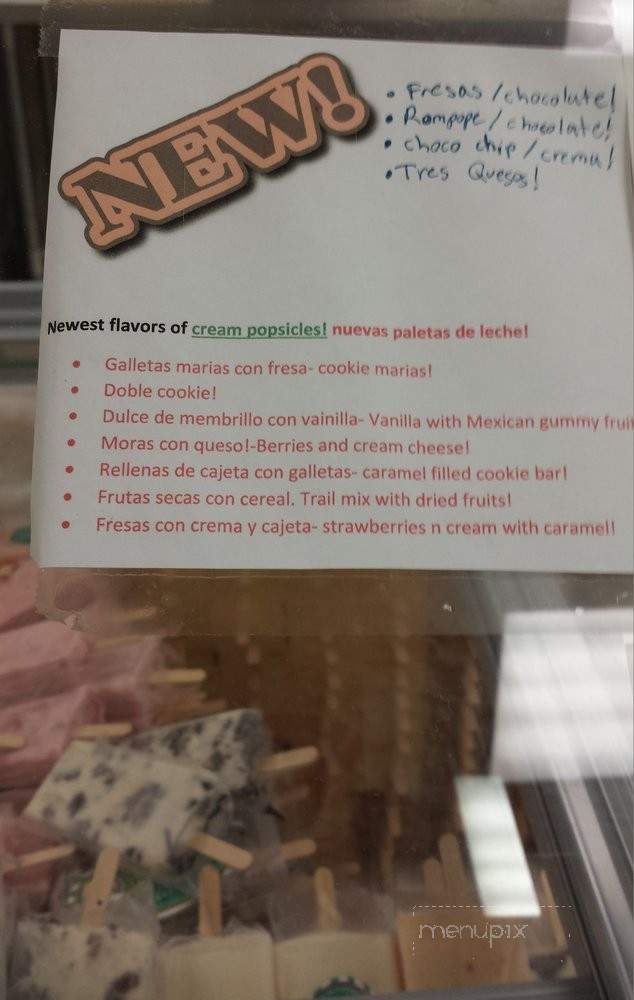 NEW!
• Fresas/chocolate!
• Rompope/chocolate!
• choco chip/crema!
• Tres Quesos!
Newest flavors of cream popsicles! nuevas paletas de leche!
• Galletas marias con fresa- cookie marias!
• Doble cookie!
• Dulce de membrillo con vainilla- Vanilla with Mexican gummy frui
• Moras con queso!-Berries and cream cheese!
• Rellenas de cajeta con galletas- caramel filled cookie bar!
• Frutas secas con cereal. Trail mix with dried fruits!
• Fresas con crema y cajeta- strawberries n cream with caramel!
menupix